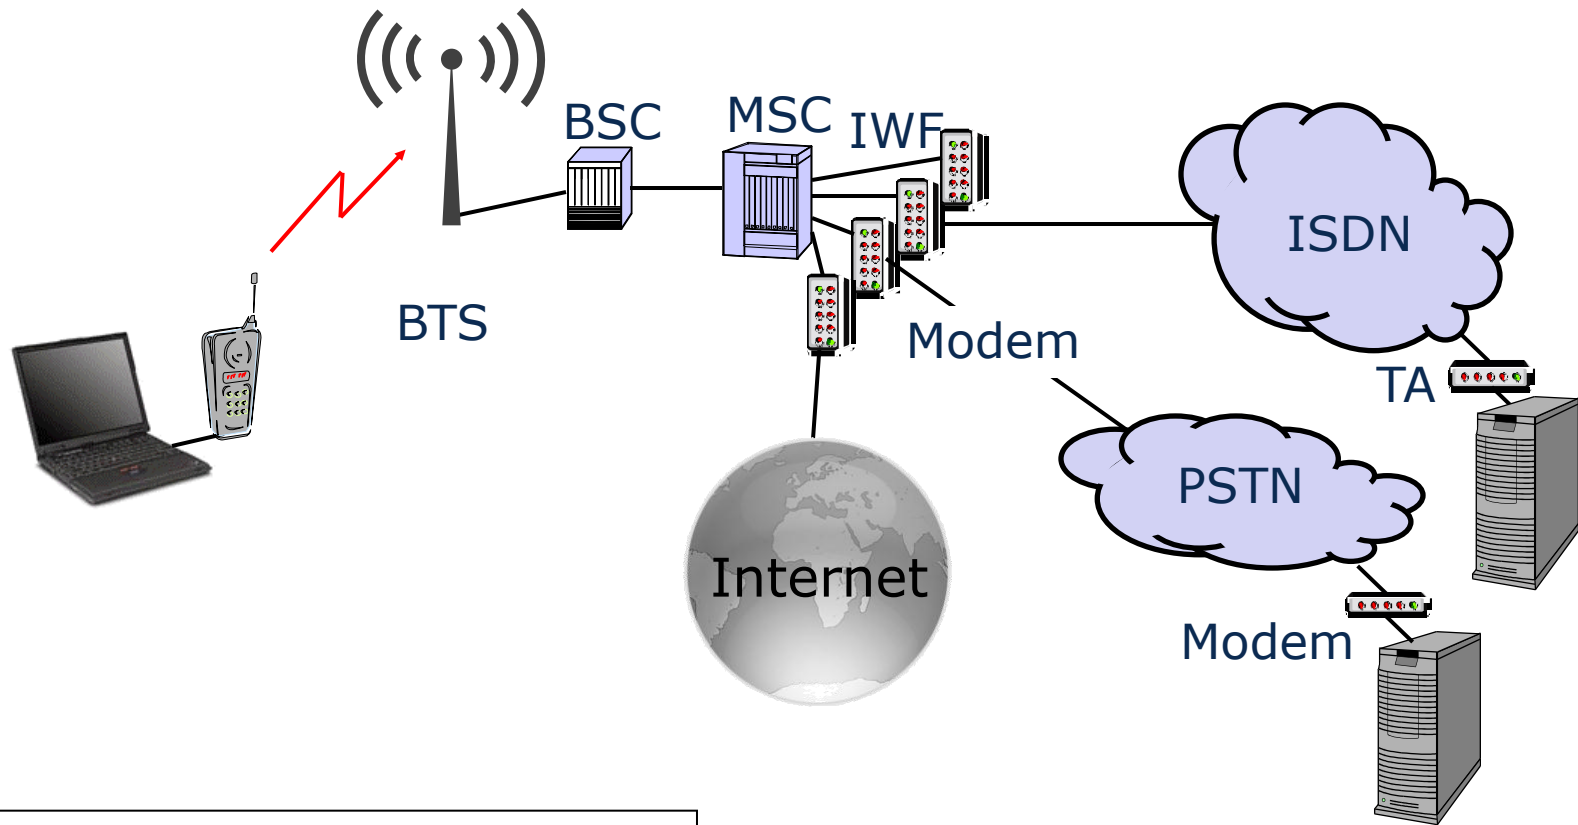 BSC
MSC
IWF
ISDN
BTS
Modem
TA
PSTN
Internet
Modem